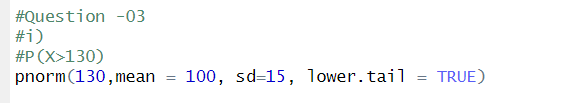 #Question -03
#i)
#P(X>130)
pnorm(130,mean = 100, sd=15, lower.tail = TRUE)